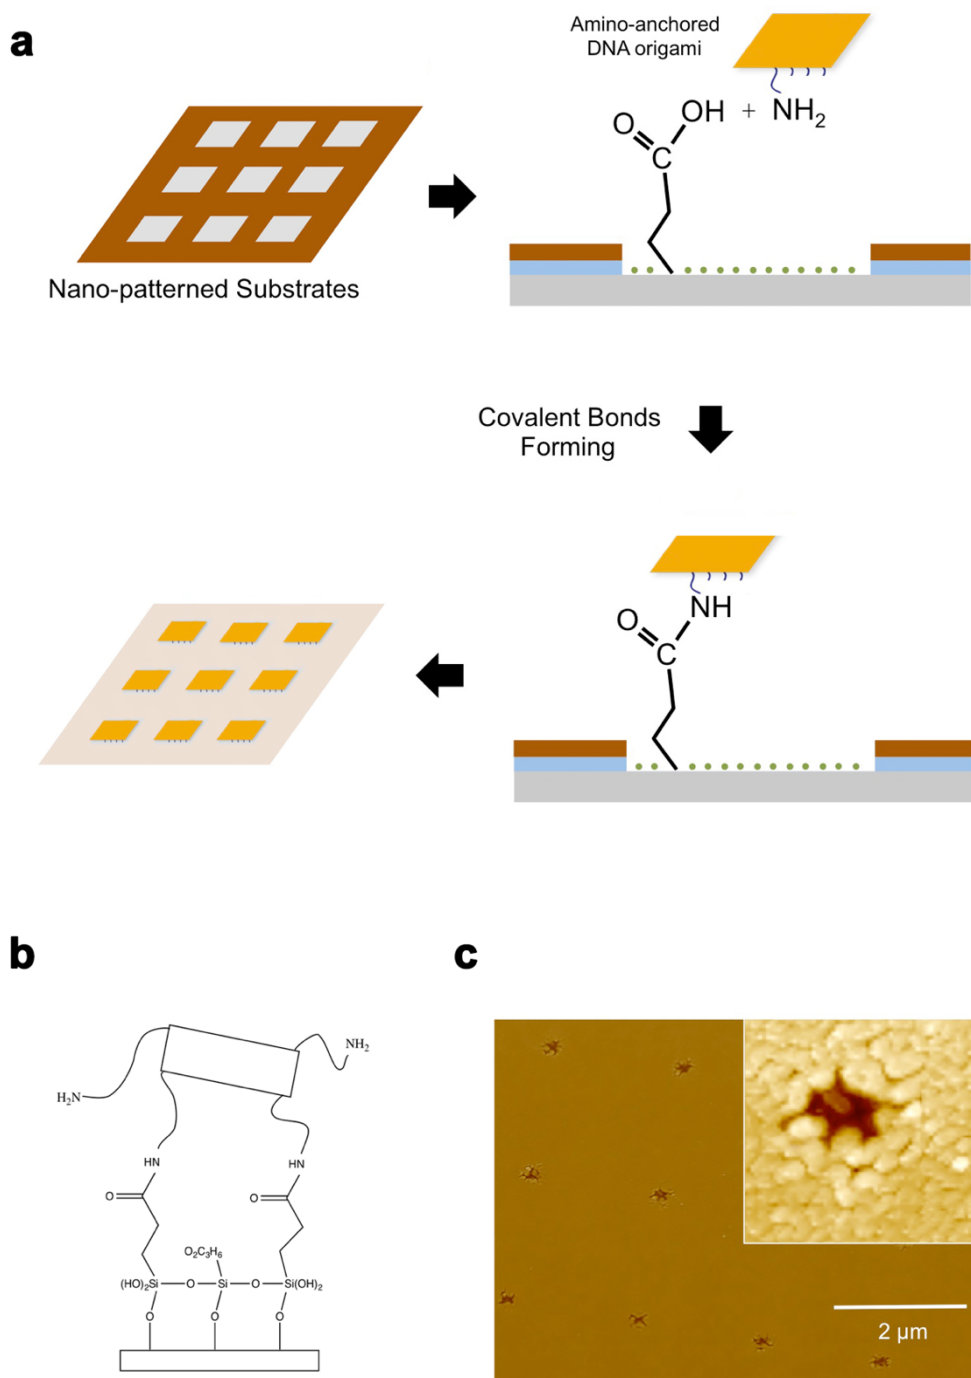 a
Amino-anchored
DNA origami
O
OH
+
NH₂
C
Nano-patterned Substrates
Covalent Bonds
Forming
NH
O
C
b
c
NH₂
H₂N
HN
HN
O
O
O₂C₃H₆
(HO)₂Si
O
Si
O
Si(OH)₂
O
O
O
2 μm